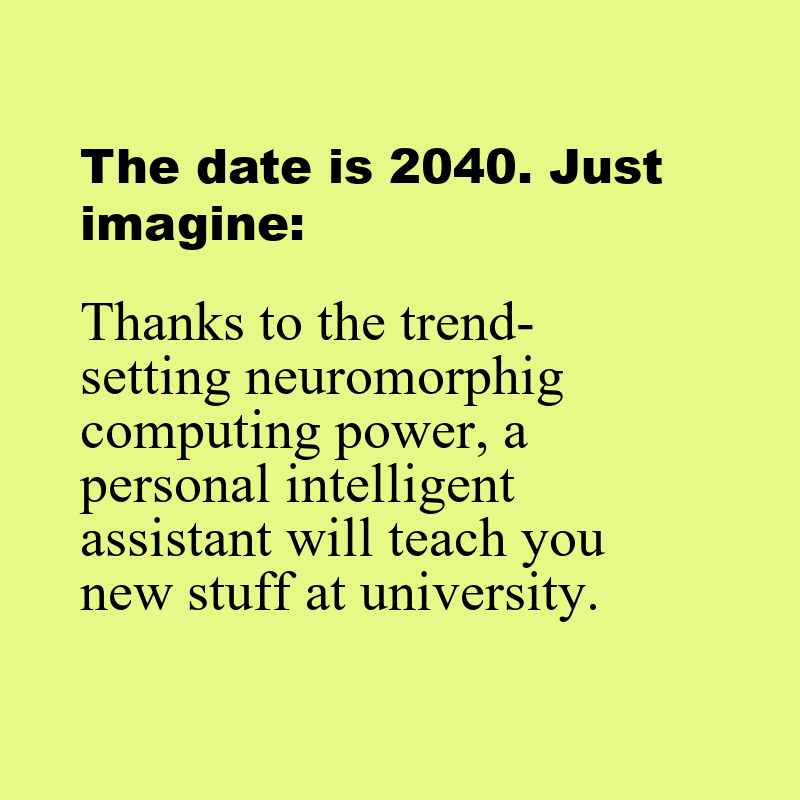 The date is 2040. Just
imagine:
Thanks to the trend-
setting neuromorphig
computing power, a
personal intelligent
assistant will teach you
new stuff at university.